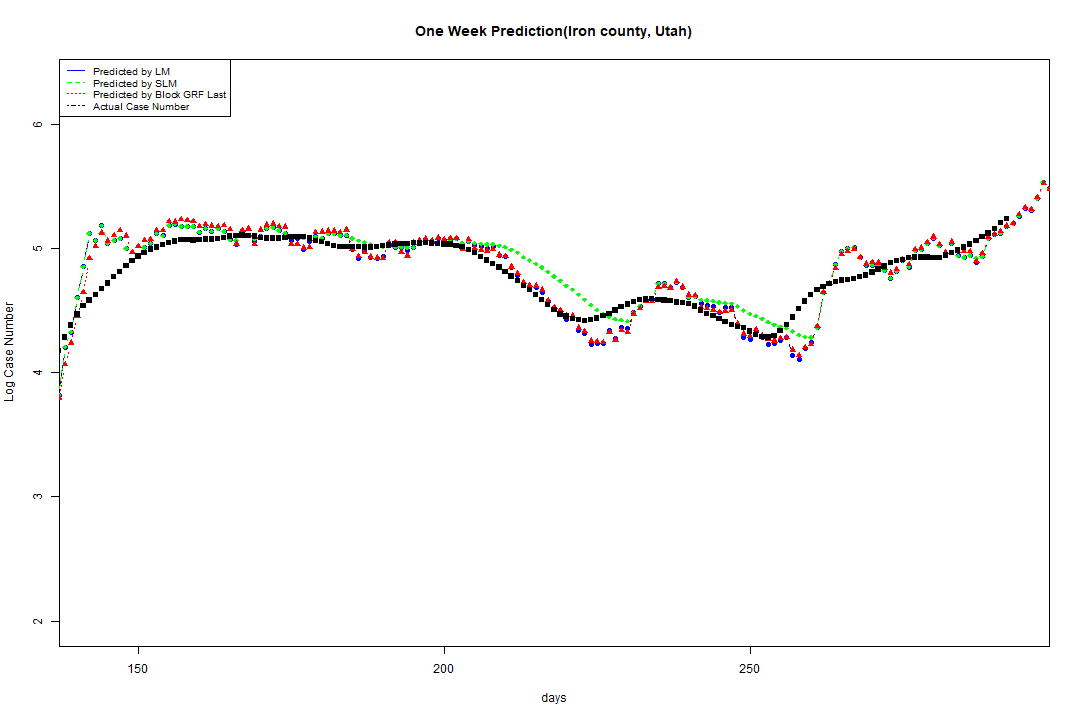 One Week Prediction(Iron county, Utah)
Predicted by LM
Predicted by SLM
Predicted by Block GRF Last
Actual Case Number
6
5
4
3
2
Log Case Number
150
200
250
days